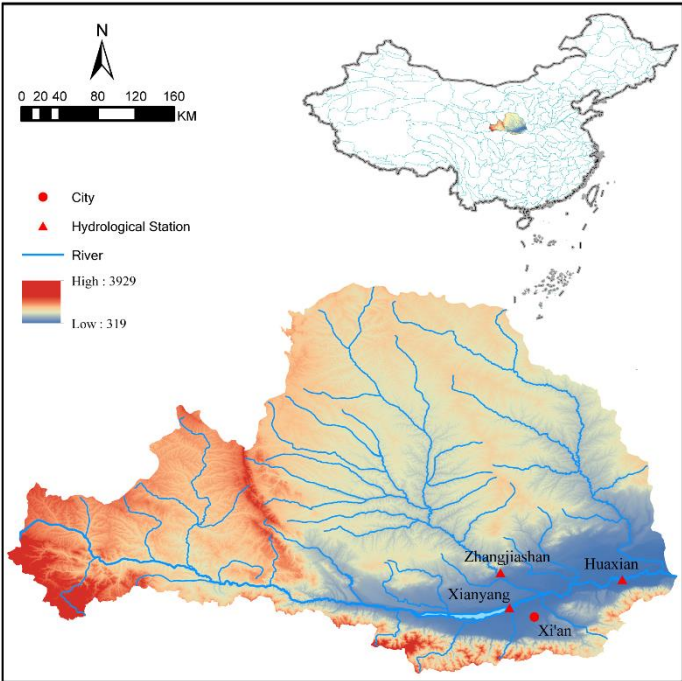 N
0 20 40 80 120 160
KM
City
Hydrological Station
River
High : 3929
Low : 319
Zhangjiashan
Huaxian
Xianyang
Xi'an